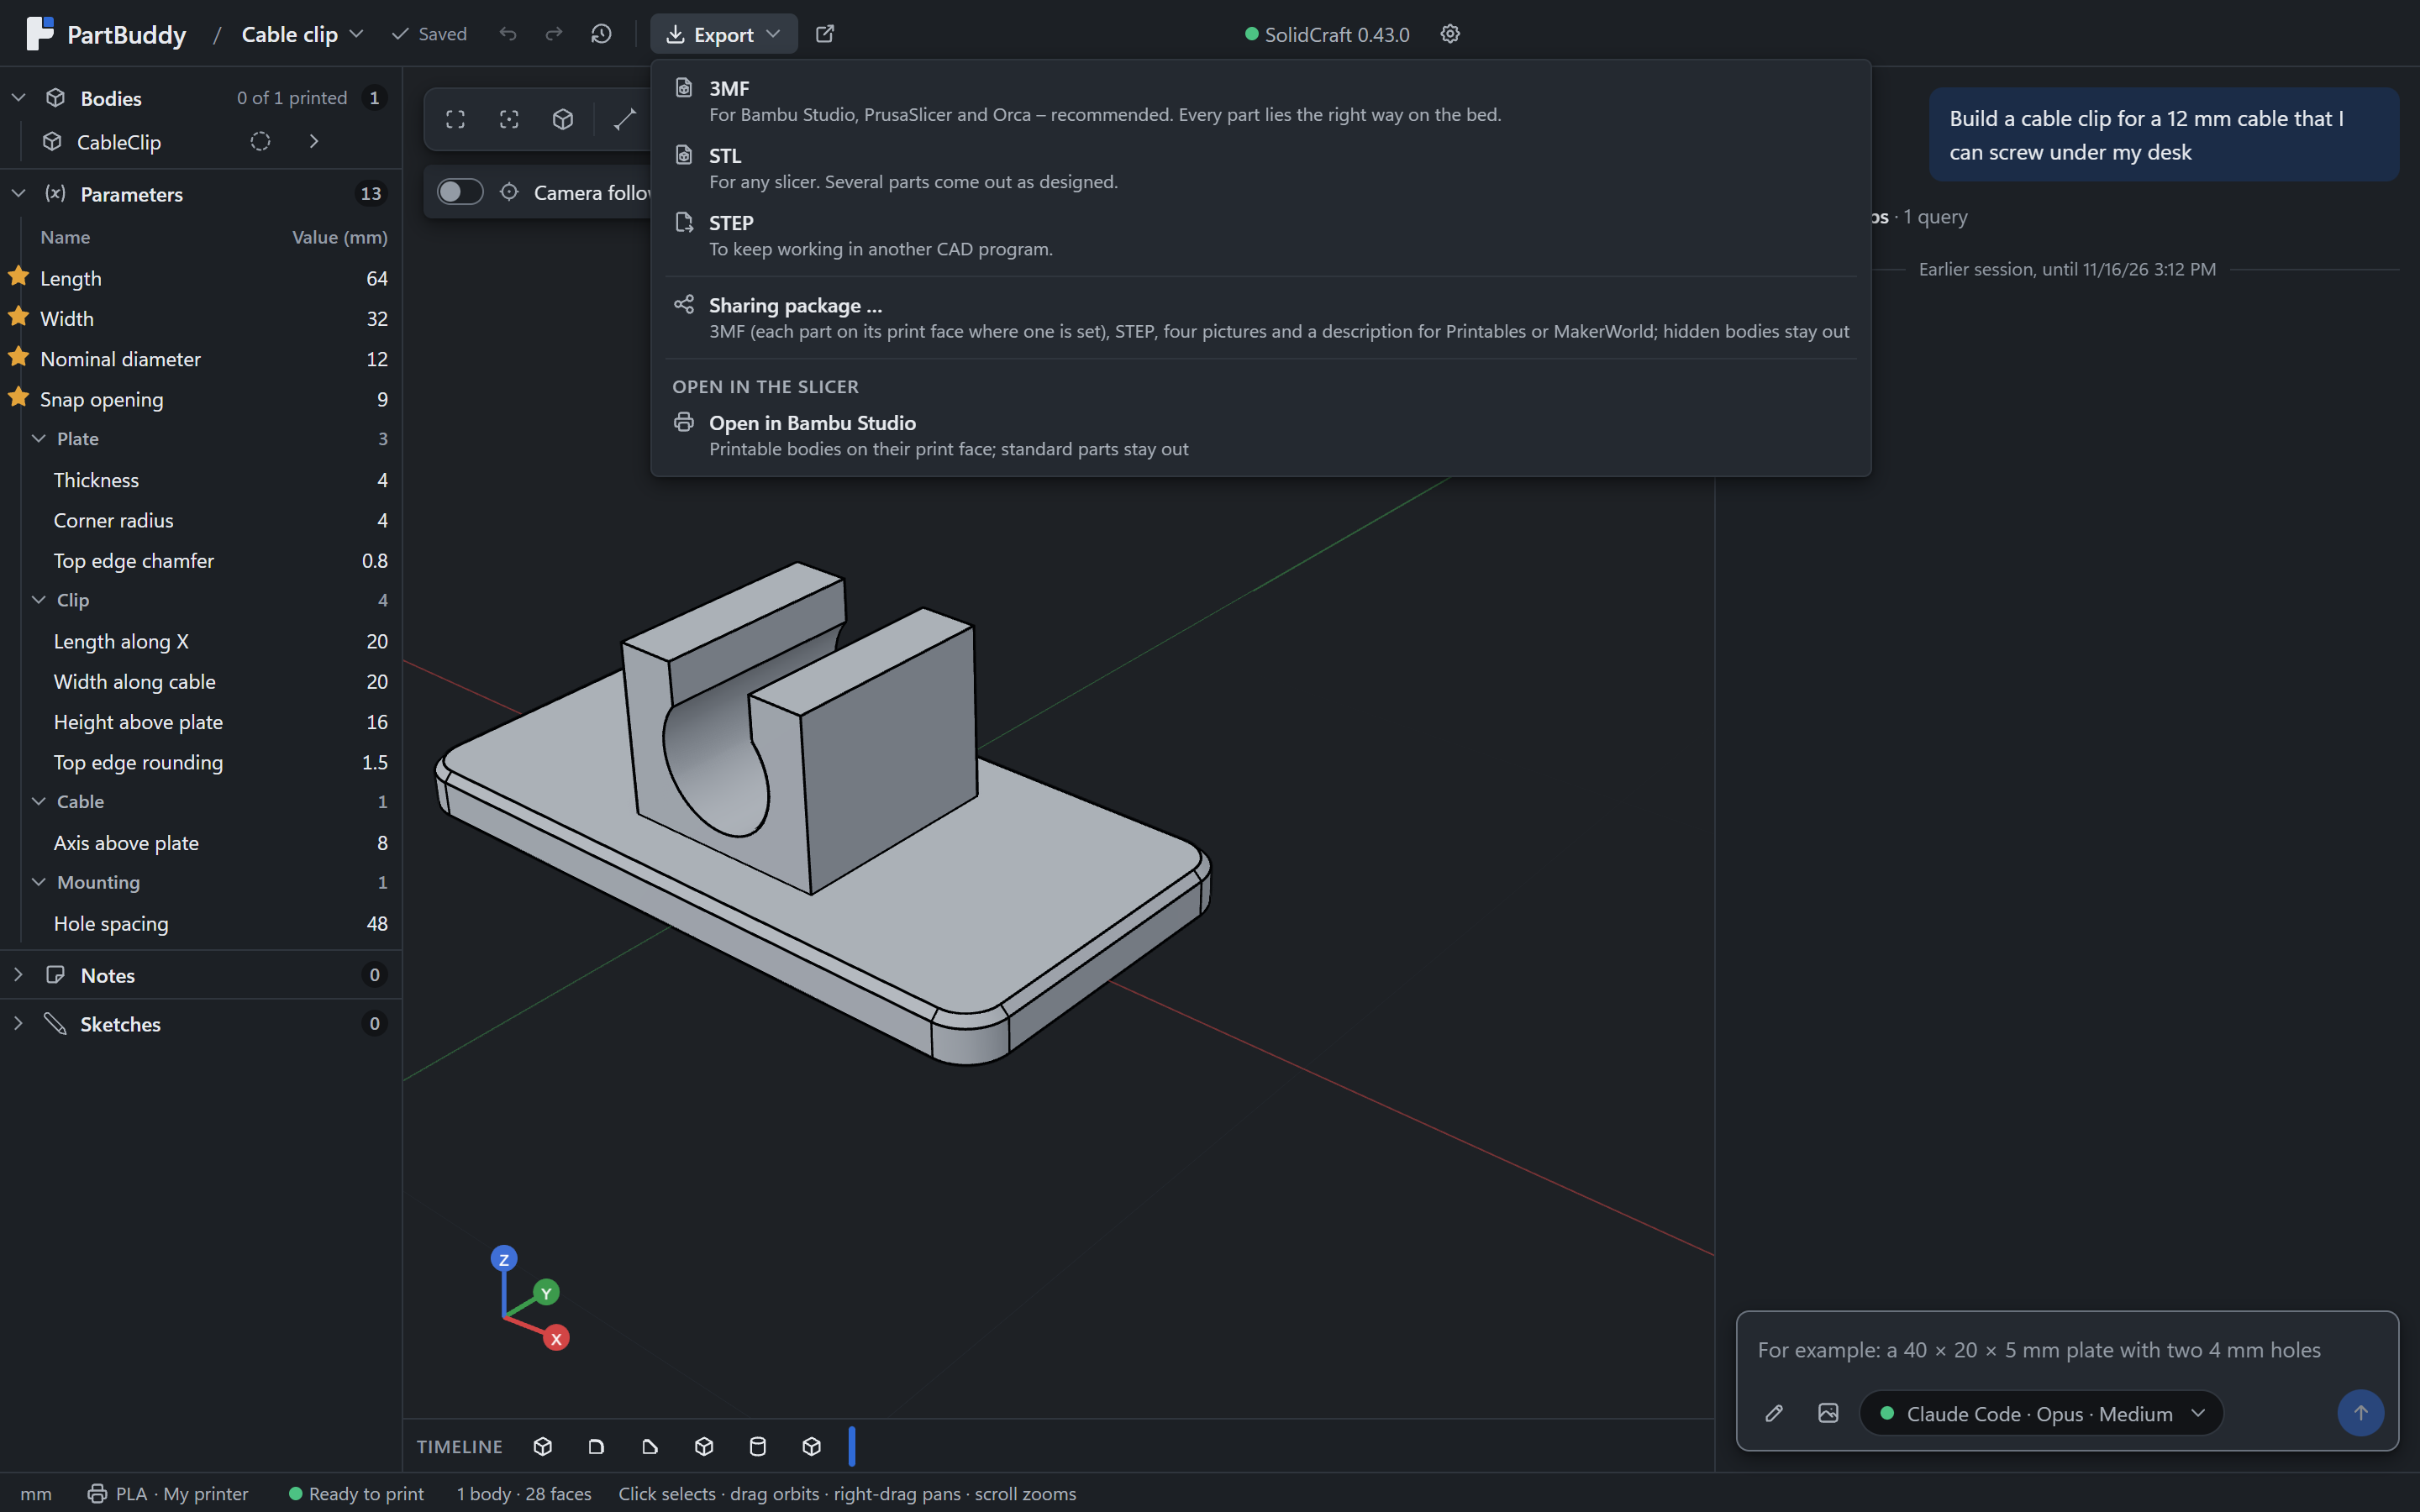 PartBuddy / Cable clip Saved Export SolidCraft 0.43.0
Bodies 0 of 1 printed 1
CableClip
Parameters 13
Name Value (mm)
Length 64
Width 32
Nominal diameter 12
Snap opening 9
Plate 3
Thickness 4
Corner radius 4
Top edge chamfer 0.8
Clip 4
Length along X 20
Width along cable 20
Height above plate 16
Top edge rounding 1.5
Cable 1
Axis above plate 8
Mounting 1
Hole spacing 48
Notes 0
Sketches 0
Camera
3MF
For Bambu Studio, PrusaSlicer and Orca – recommended. Every part lies the right way on the bed.
STL
For any slicer. Several parts come out as designed.
STEP
To keep working in another CAD program.
Sharing package ...
3MF (each part on its print face where one is set), STEP, four pictures and a description for Printables or MakerWorld; hidden bodies stay out
OPEN IN THE SLICER
Open in Bambu Studio
Printable bodies on their print face; standard parts stay out
Z
Y
X
TIMELINE
Build a cable clip for a 12 mm cable that I
can screw under my desk
· 1 query
Earlier session, until 11/16/26 3:12 PM
For example: a 40 × 20 × 5 mm plate with two 4 mm holes
Claude Code · Opus · Medium
mm PLA · My printer Ready to print 1 body · 28 faces Click selects · drag orbits · right-drag pans · scroll zooms